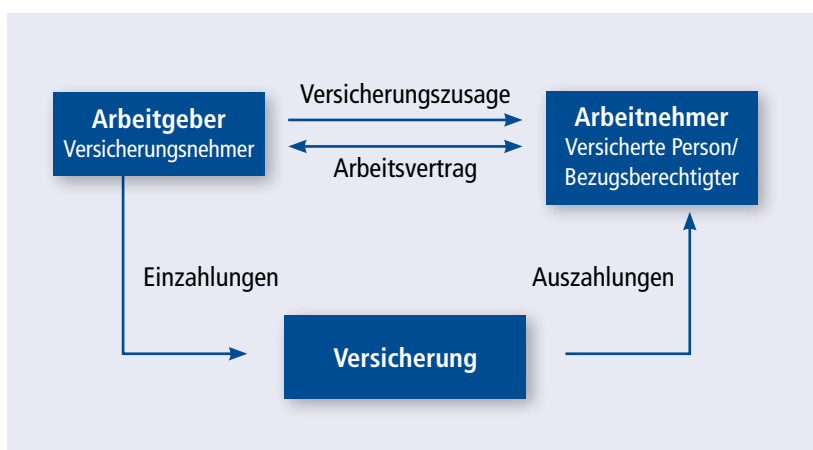 Arbeitgeber
Versicherungsnehmer
Versicherungszusage
Arbeitsvertrag
Arbeitnehmer
Versicherte Person/
Bezugsberechtigter
Einzahlungen
Auszahlungen
Versicherung